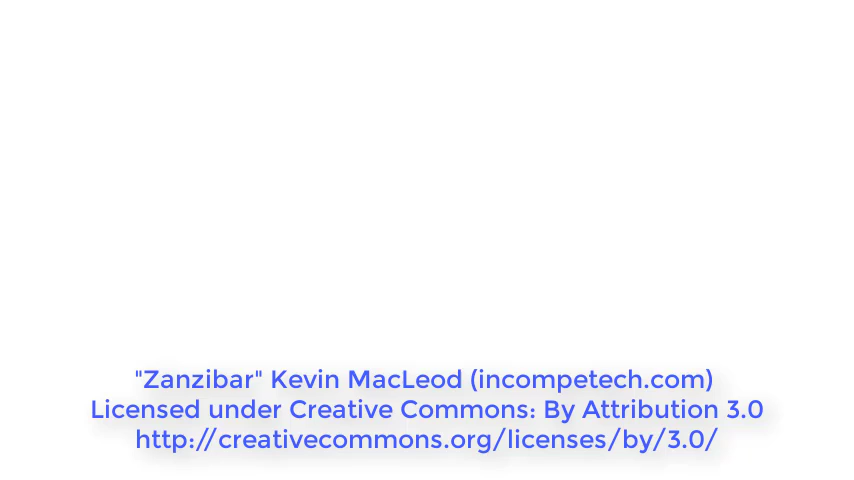 "Zanzibar" Kevin MacLeod (incompetech.com)
Licensed under Creative Commons: By Attribution 3.0
http://creativecommons.org/licenses/by/3.0/